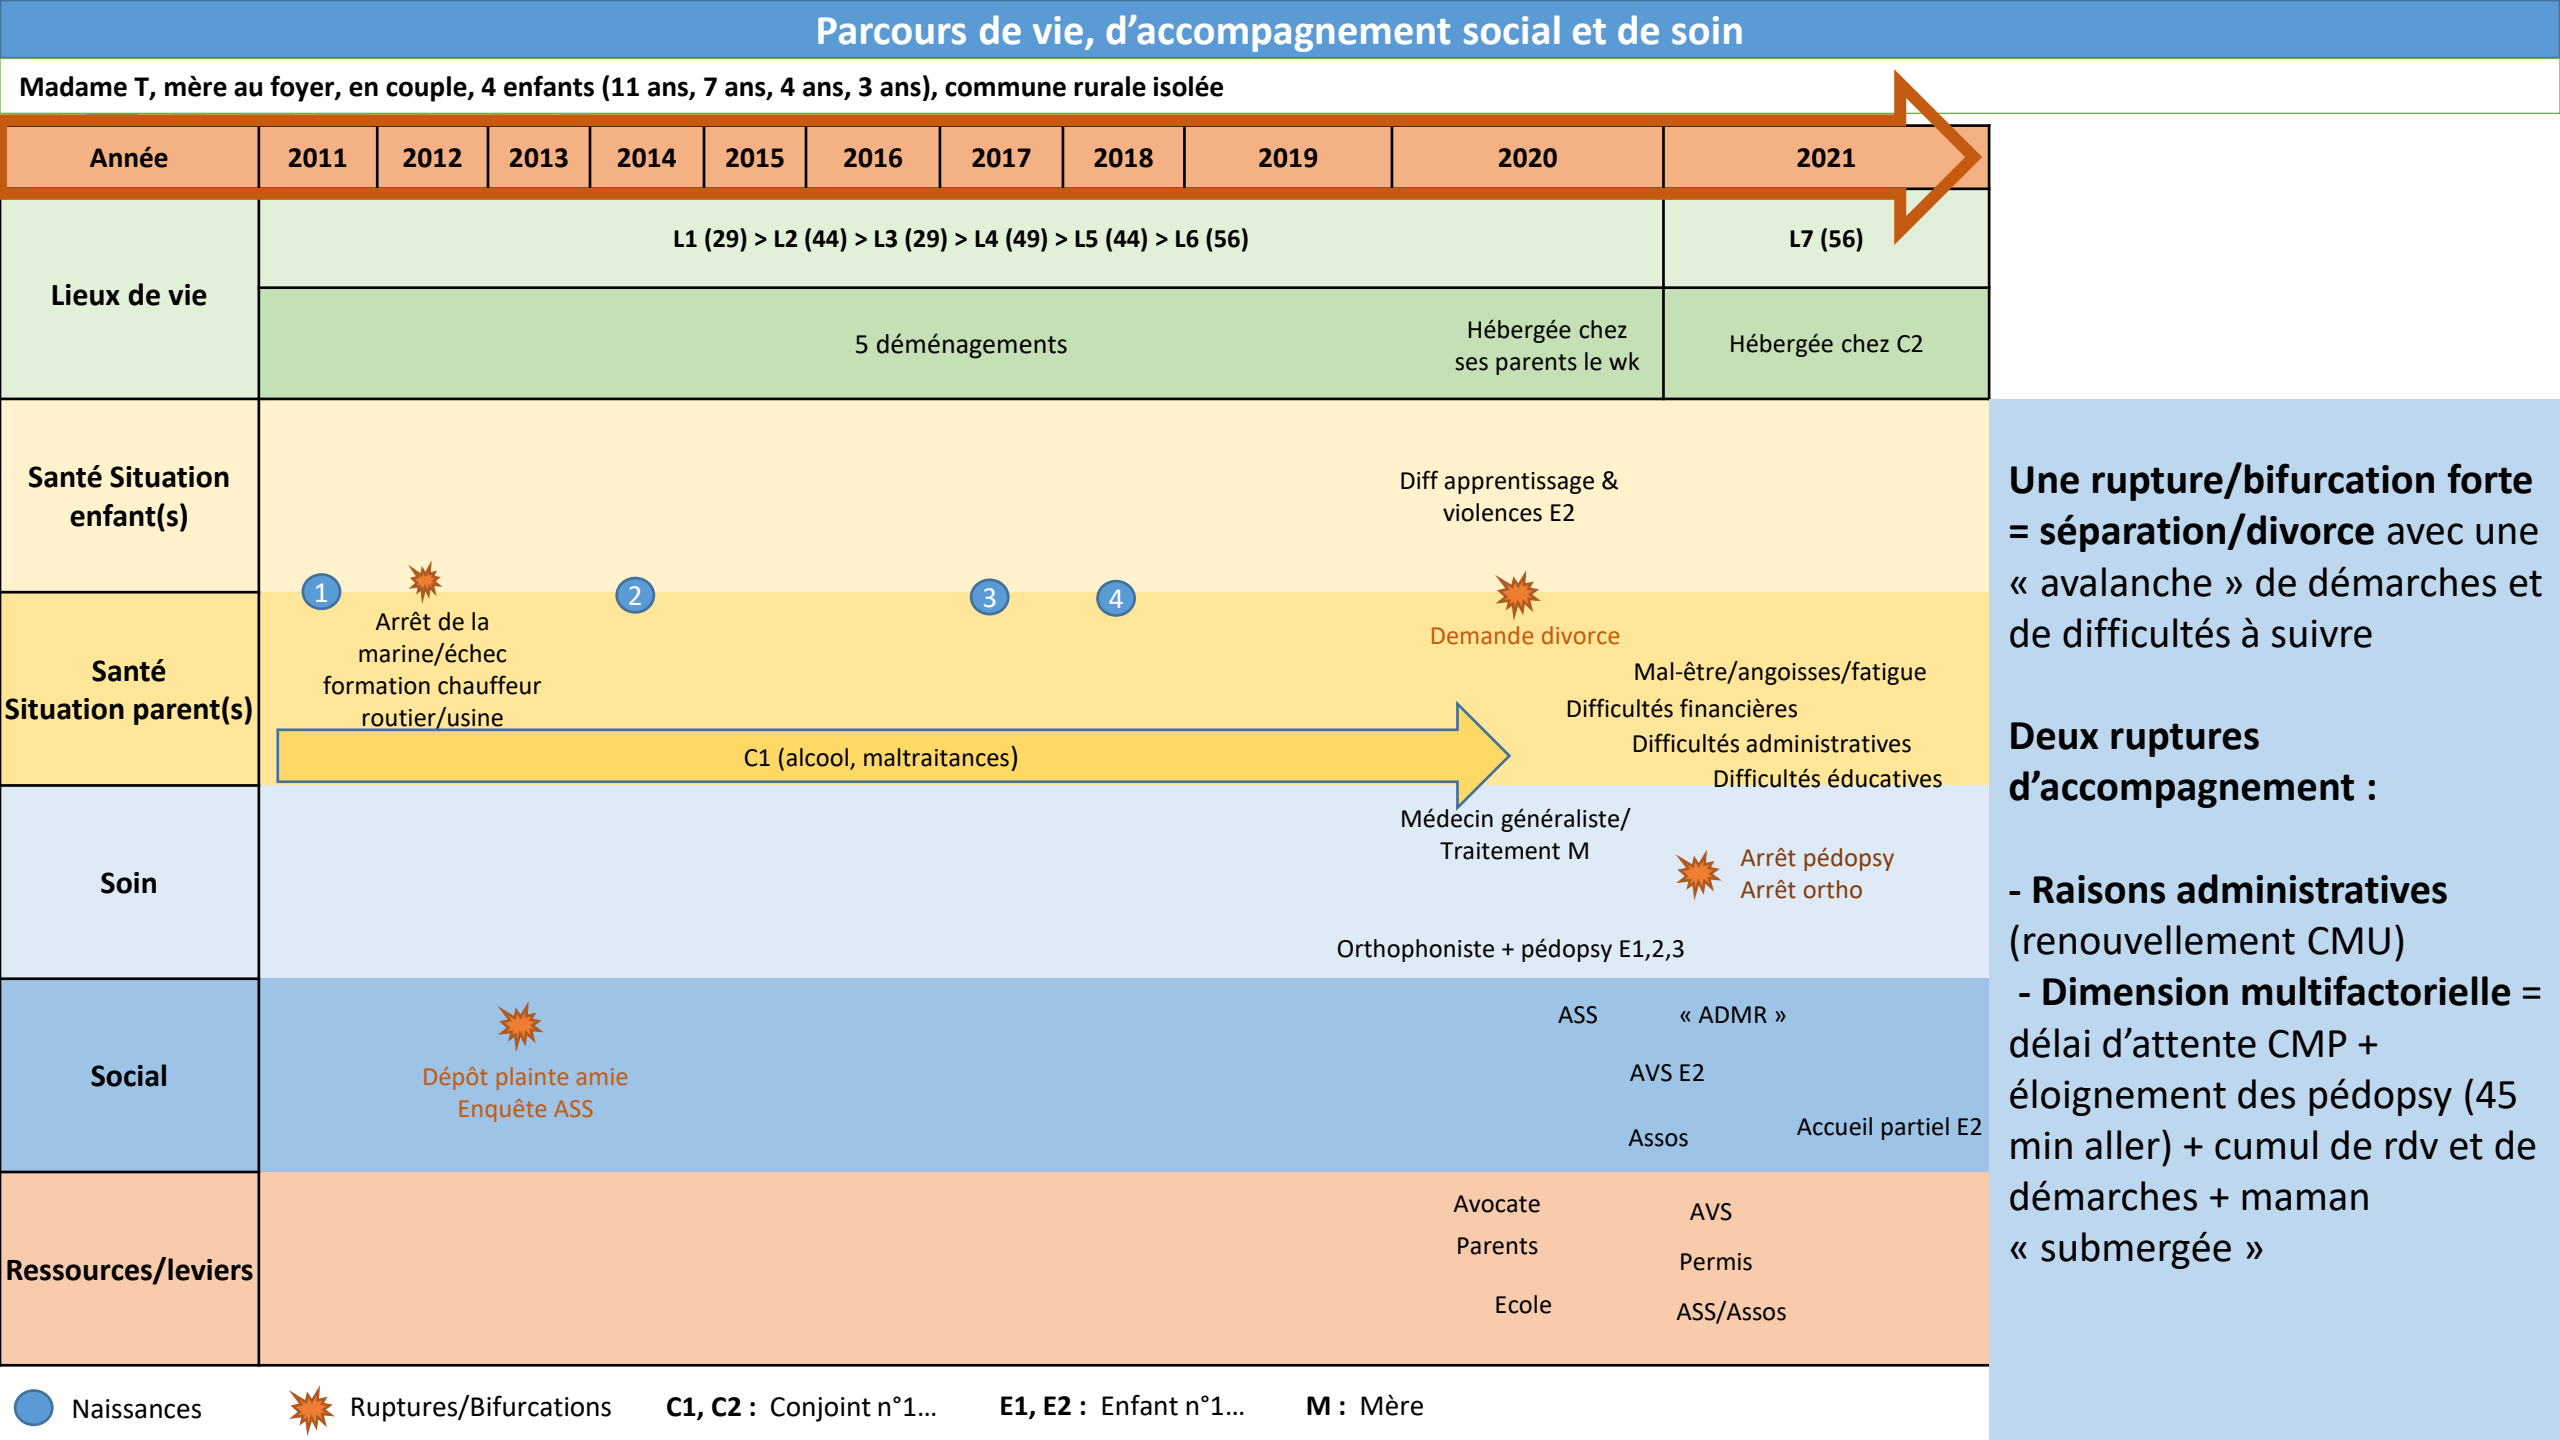 Parcours de vie, d’accompagnement social et de soin
Madame T, mère au foyer, en couple, 4 enfants (11 ans, 7 ans, 4 ans, 3 ans), commune rurale isolée
Année 2011 2012 2013 2014 2015 2016 2017 2018 2019 2020 2021
Lieux de vie
L1 (29) > L2 (44) > L3 (29) > L4 (49) > L5 (44) > L6 (56)
L7 (56)
5 déménagements
Hébergée chez
ses parents le wk
Hébergée chez C2
Santé Situation
enfant(s)
Diff apprentissage &
violences E2
1
2
3
4
Santé
Situation parent(s)
Arrêt de la
marine/échec
formation chauffeur
routier/usine
Demande divorce
Mal-être/angoisses/fatigue
Difficultés financières
Difficultés administratives
Difficultés éducatives
C1 (alcool, maltraitances)
Soin
Médecin généraliste/
Traitement M
Arrêt pédopsy
Arrêt ortho
Orthophoniste + pédopsy E1,2,3
Social
Dépôt plainte amie
Enquête ASS
ASS
« ADMR »
AVS E2
Assos
Accueil partiel E2
Ressources/leviers
Avocate
Parents
Ecole
AVS
Permis
ASS/Assos
Une rupture/bifurcation forte
= séparation/divorce avec une
« avalanche » de démarches et
de difficultés à suivre
Deux ruptures
d’accompagnement :
- Raisons administratives
(renouvellement CMU)
- Dimension multifactorielle =
délai d’attente CMP +
éloignement des pédopsy (45
min aller) + cumul de rdv et de
démarches + maman
« submergée »
Naissances
Ruptures/Bifurcations
C1, C2 : Conjoint n°1...
E1, E2 : Enfant n°1...
M : Mère